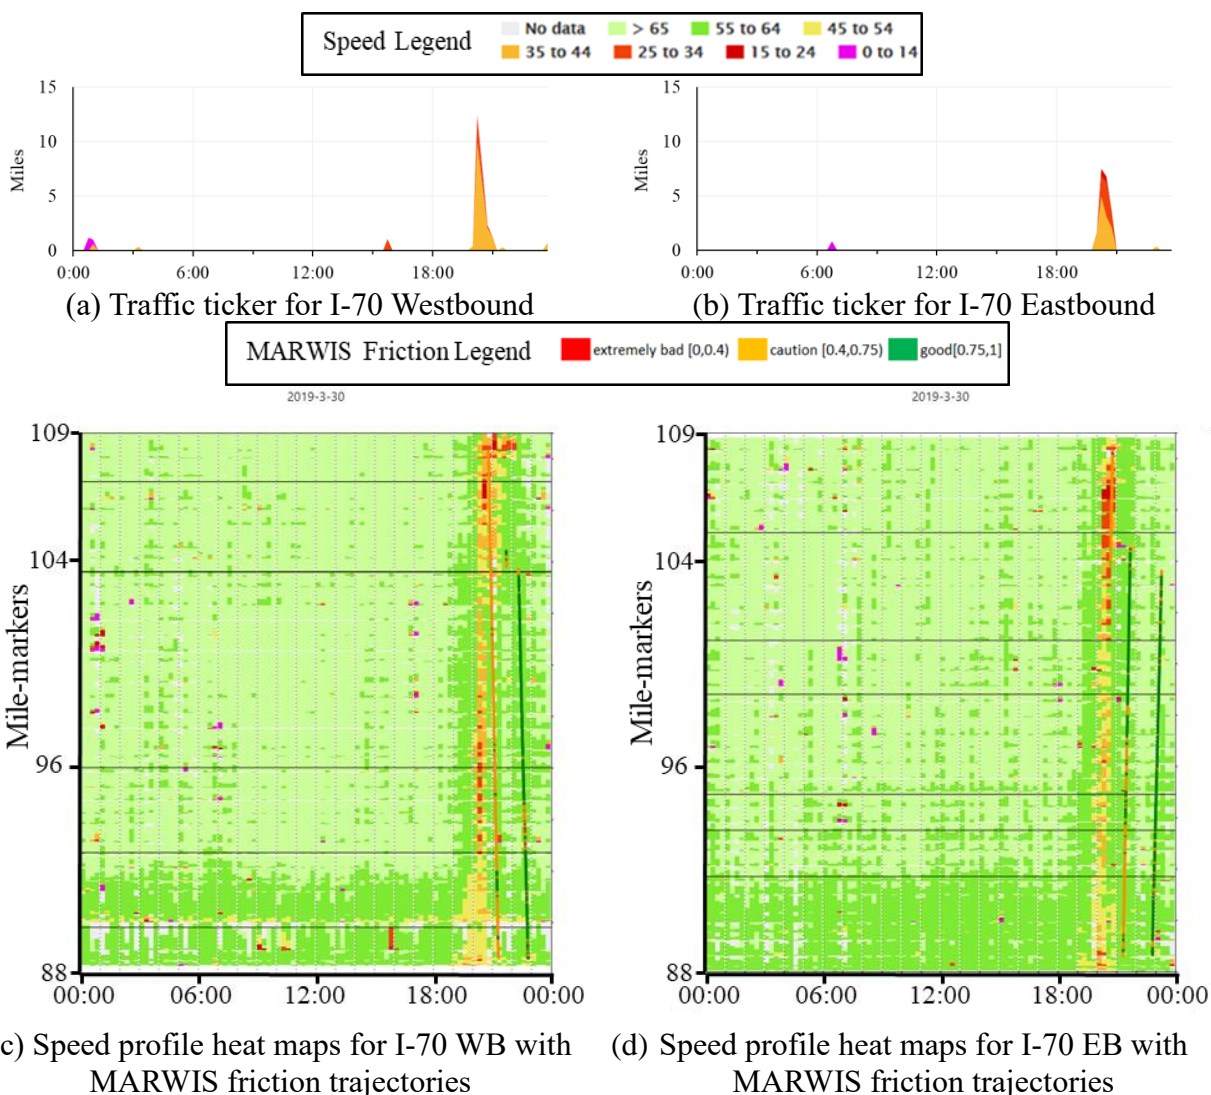 Speed Legend
No data > 65 55 to 64 45 to 54
35 to 44 25 to 34 15 to 24 0 to 14
15
10
5
0
Miles
0:00 6:00 12:00 18:00
(a) Traffic ticker for I-70 Westbound
15
10
5
0
Miles
0:00 6:00 12:00 18:00
(b) Traffic ticker for I-70 Eastbound
MARWIS Friction Legend extremely bad [0,0.4) caution [0.4,0.75) good[0.75,1]
2019-3-30
109
104
96
88
Mile-markers
00:00 06:00 12:00 18:00 00:00
c) Speed profile heat maps for I-70 WB with
MARWIS friction trajectories
2019-3-30
109
104
96
88
Mile-markers
00:00 06:00 12:00 18:00 00:00
(d) Speed profile heat maps for I-70 EB with
MARWIS friction trajectories